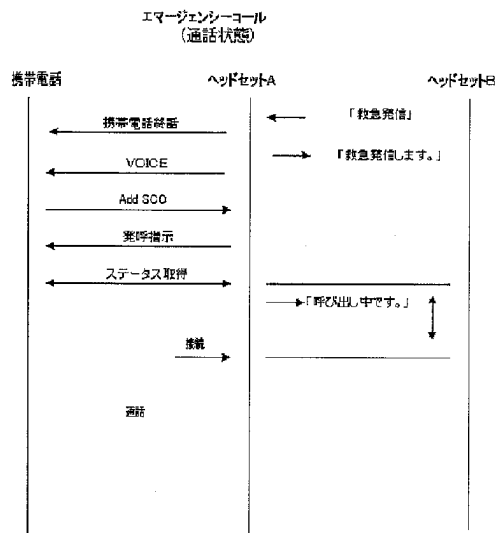 エマージェンシーコール
(通話状態)
携帯電話
ヘッドセットA
ヘッドセットB
携帯電話終話
「救急発信」
「救急発信します。」
VOICE
Add SCO
発呼指示
ステータス取得
「呼び出し中です。」
接続
通話